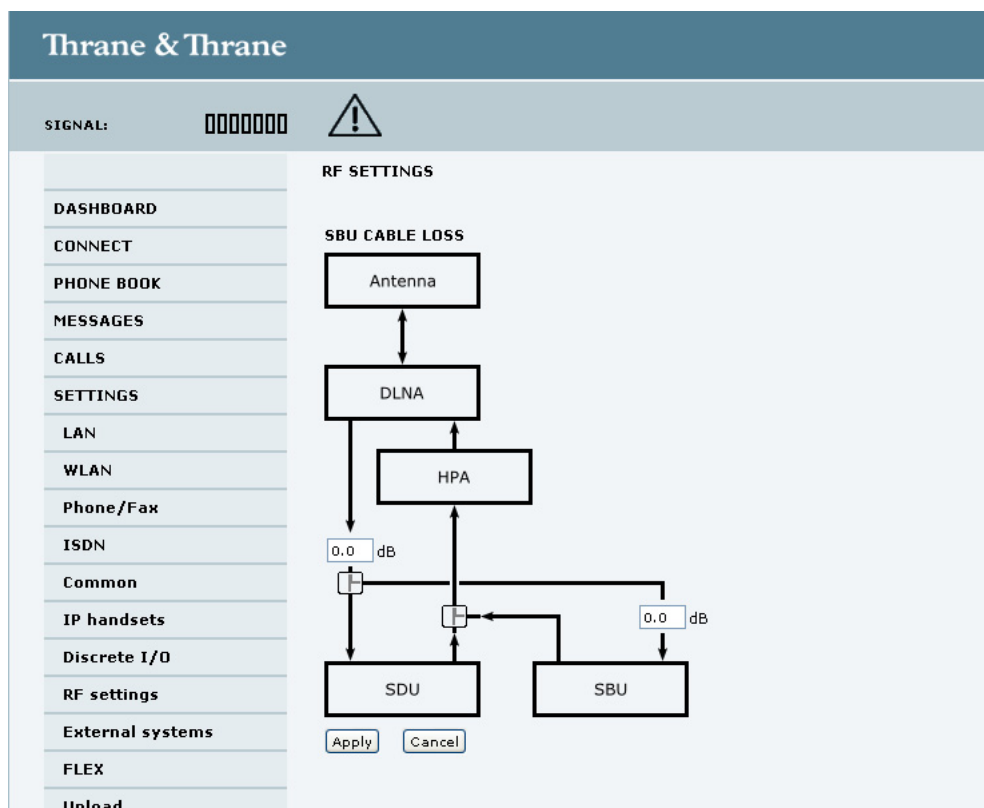 Thrane & Thrane
SIGNAL:
RF SETTINGS
DASHBOARD
CONNECT
PHONE BOOK
MESSAGES
CALLS
SETTINGS
LAN
WLAN
Phone/Fax
ISDN
Common
IP handsets
Discrete I/O
RF settings
External systems
FLEX
Upload
SBU CABLE LOSS
Antenna
DLNA
HPA
0.0 dB
0.0 dB
SDU
SBU
Apply
Cancel